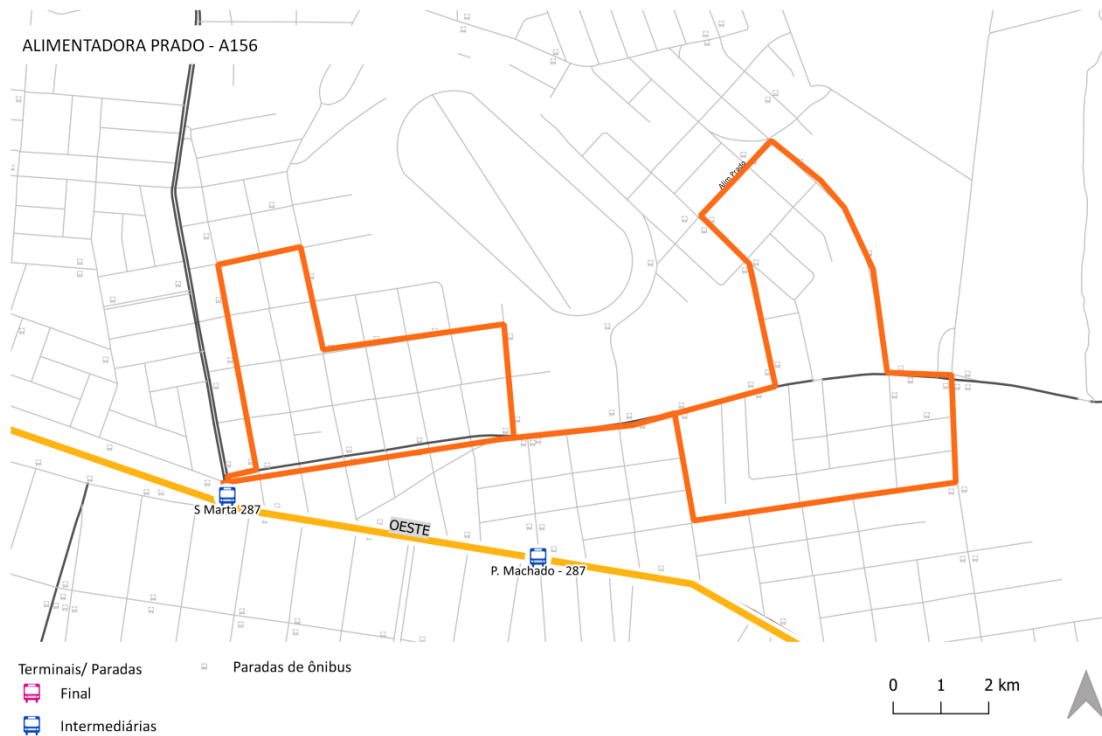 ALIMENTADORA PRADO - A156
Alim Prado
S Marta 287
OESTE
P. Machado - 287
Terminais/ Paradas
Paradas de ônibus
Final
Intermediárias
0 1 2 km